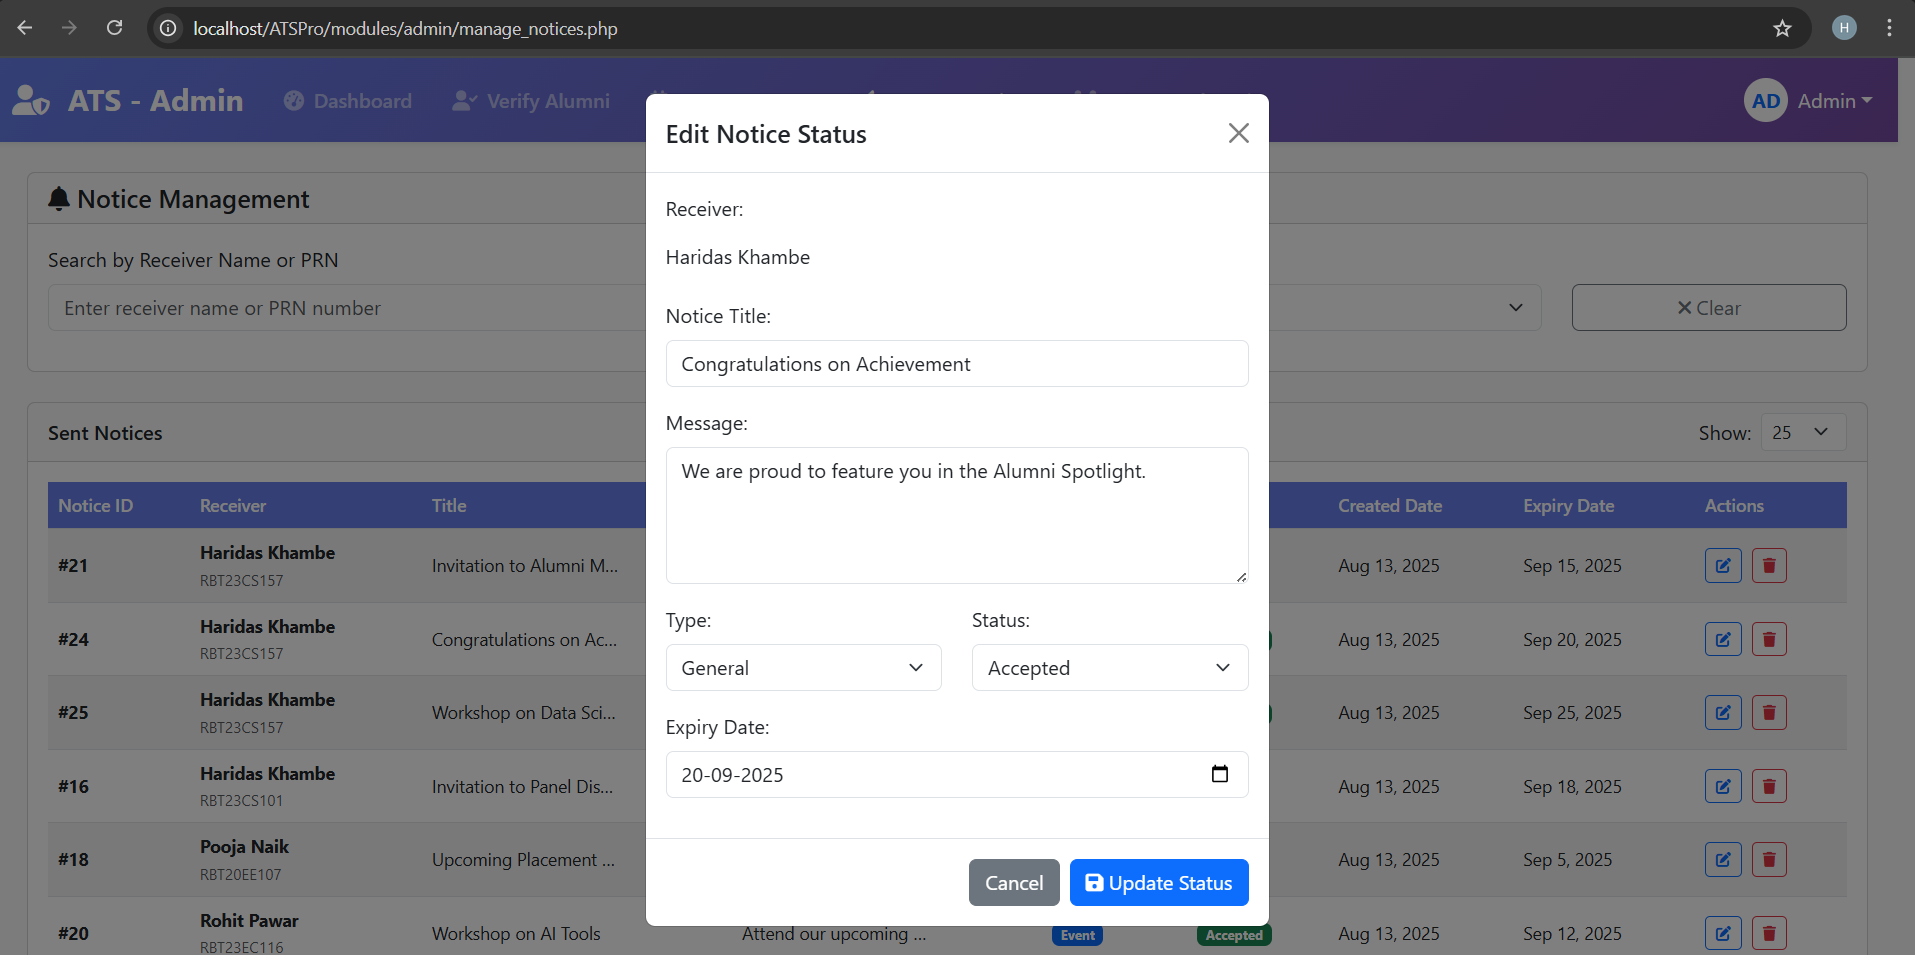 localhost/ATSPro/modules/admin/manage_notices.php
H
ATS - Admin
Dashboard
Verify Alumni
AD
Admin
Notice Management
Search by Receiver Name or PRN
Enter receiver name or PRN number
Clear
Sent Notices
Show: 25
Notice ID Receiver Title Created Date Expiry Date Actions
#21 Haridas Khambe RBT23CS157 Invitation to Alumni M... Aug 13, 2025 Sep 15, 2025
#24 Haridas Khambe RBT23CS157 Congratulations on Ac... Aug 13, 2025 Sep 20, 2025
#25 Haridas Khambe RBT23CS157 Workshop on Data Sci... Aug 13, 2025 Sep 25, 2025
#16 Haridas Khambe RBT23CS101 Invitation to Panel Dis... Aug 13, 2025 Sep 18, 2025
#18 Pooja Naik RBT20EE107 Upcoming Placement ... Aug 13, 2025 Sep 5, 2025
#20 Rohit Pawar RBT23EC116 Workshop on AI Tools Attend our upcoming ... Event Accepted Aug 13, 2025 Sep 12, 2025
Edit Notice Status
Receiver:
Haridas Khambe
Notice Title:
Congratulations on Achievement
Message:
We are proud to feature you in the Alumni Spotlight.
Type: Status:
General Accepted
Expiry Date:
20-09-2025
Cancel Update Status